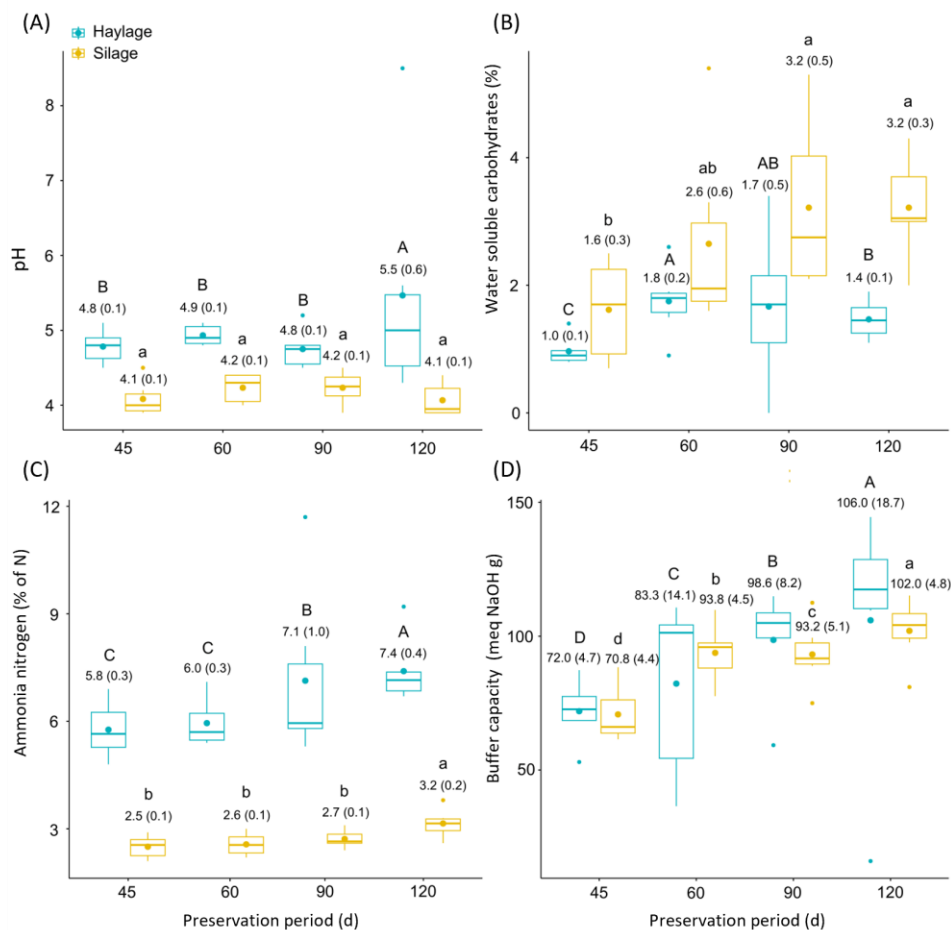 (A)
Haylage
Silage
pH
8
7
6
5
4
B
4.8 (0.1)
B
4.9 (0.1)
B
4.8 (0.1)
A
5.5 (0.6)
a
4.1 (0.1)
a
4.2 (0.1)
a
4.2 (0.1)
a
4.1 (0.1)
45 60 90 120
(B)
Water soluble carbohydrates (%)
4
2
0
C
1.0 (0.1)
b
1.6 (0.3)
A
1.8 (0.2)
ab
2.6 (0.6)
AB
1.7 (0.5)
a
3.2 (0.5)
B
1.4 (0.1)
a
3.2 (0.3)
45 60 90 120
(C)
Ammonia nitrogen (% of N)
12
9
6
3
C
5.8 (0.3)
C
6.0 (0.3)
B
7.1 (1.0)
A
7.4 (0.4)
b
2.5 (0.1)
b
2.6 (0.1)
b
2.7 (0.1)
a
3.2 (0.2)
45 60 90 120
Preservation period (d)
(D)
Buffer capacity (meq NaOH g)
150
100
50
D
72.0 (4.7)
d
70.8 (4.4)
C
83.3 (14.1)
b
93.8 (4.5)
B
98.6 (8.2)
c
93.2 (5.1)
A
106.0 (18.7)
a
102.0 (4.8)
45 60 90 120
Preservation period (d)